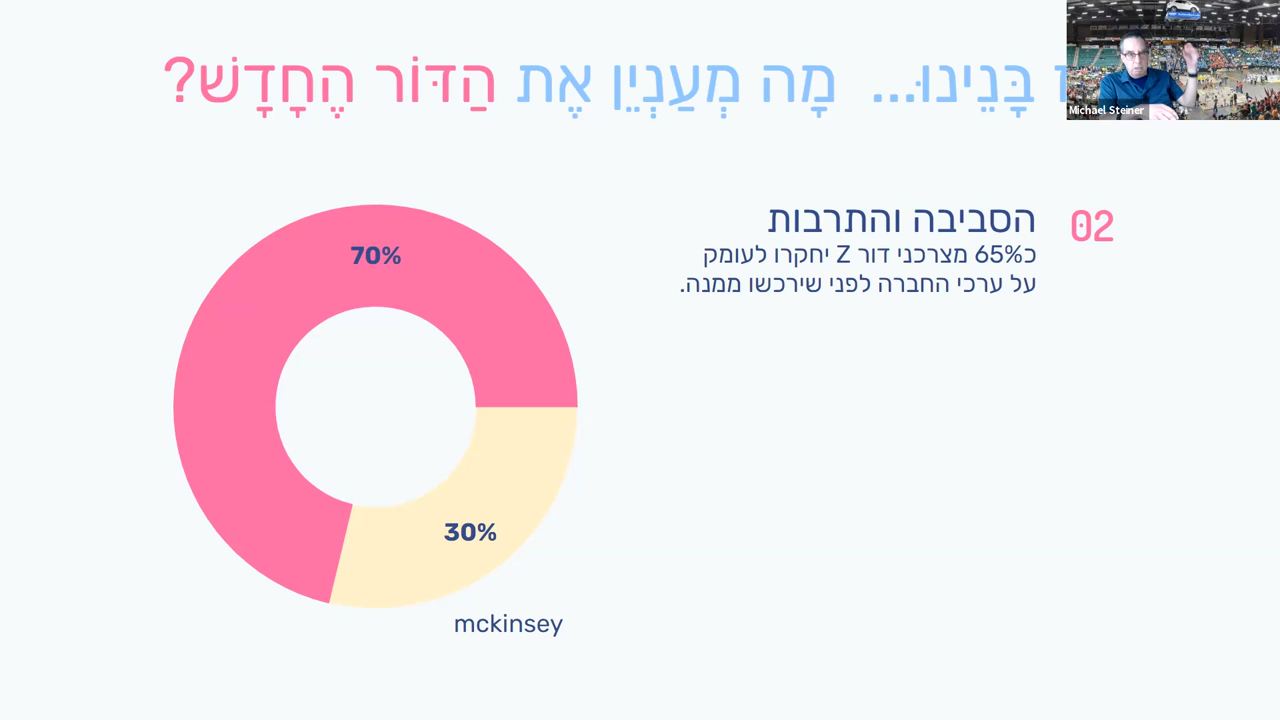 בָּנֵינוּ... מָה מְעַנְיֵן אֶת הַדּוֹר הֶחָדָשׁ?
Michael Steiner
02
הסביבה והתרבות
כ65% מצרכני דור Z יחקרו לעומק
על ערכי החברה לפני שירכשו ממנה.
70%
30%
mckinsey